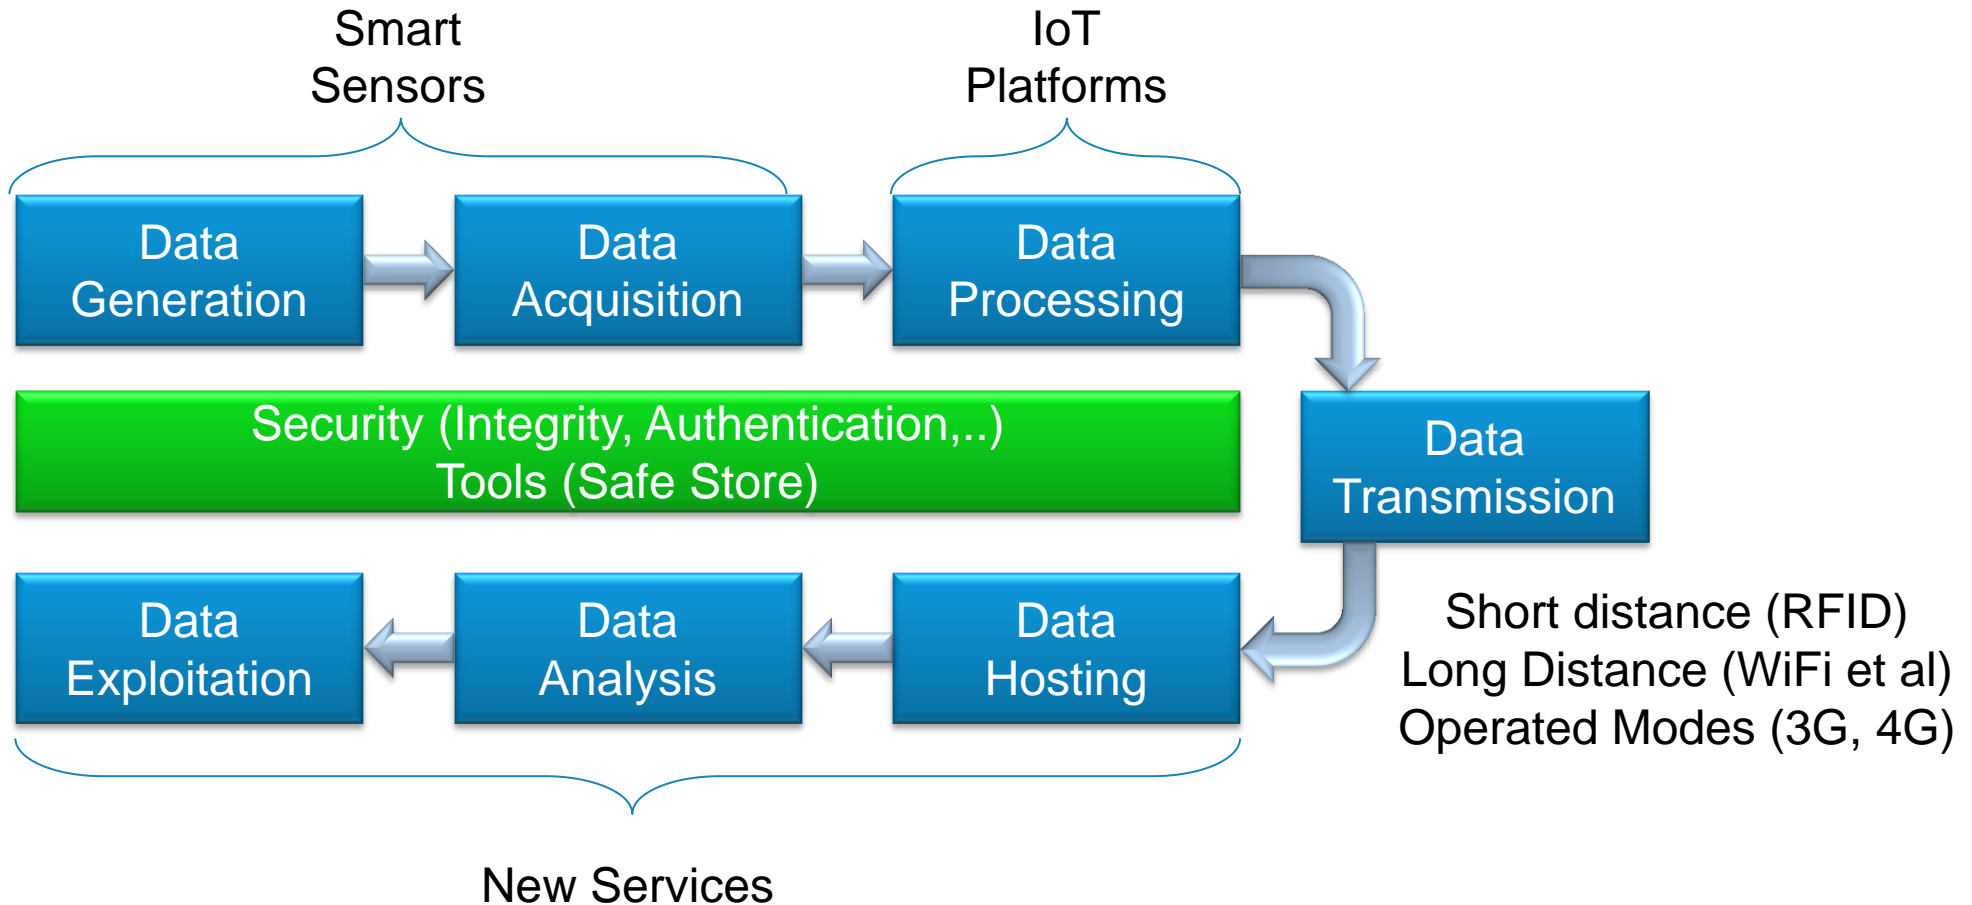 Smart
Sensors
IoT
Platforms
Data
Generation
Data
Acquisition
Data
Processing
Security (Integrity, Authentication,..)
Tools (Safe Store)
Data
Transmission
Data
Exploitation
Data
Analysis
Data
Hosting
Short distance (RFID)
Long Distance (WiFi et al)
Operated Modes (3G, 4G)
New Services